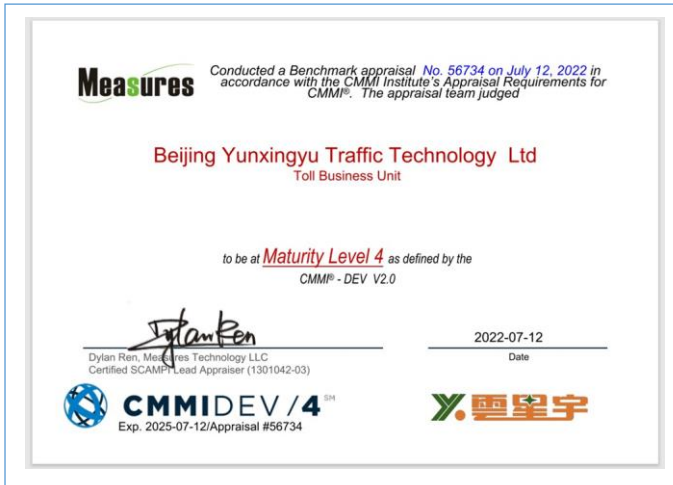 Measures
Conducted a Benchmark appraisal No. 56734 on July 12, 2022 in
accordance with the CMMI Institute's Appraisal Requirements for
CMMI®. The appraisal team judged
Beijing Yunxingyu Traffic Technology Ltd
Toll Business Unit
to be at Maturity Level 4 as defined by the
CMMI® - DEV V2.0
Dylan Ren
2022-07-12
Dylan Ren, Measures Technology LLC
Date
Certified SCAMPI Lead Appraiser (1301042-03)
CMMIDEV/4℠
Exp. 2025-07-12/Appraisal #56734
雲星宇